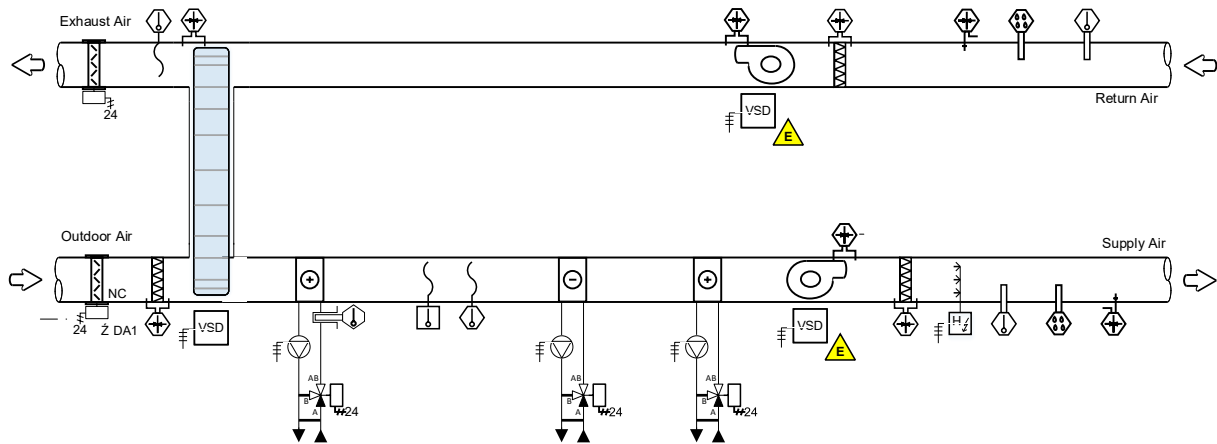 Exhaust Air
24
VSD
E
Return Air
Outdoor Air
Supply Air
NC
24
Ż DA1
VSD
VSD
E
H
AB
B
A
24
AB
B
A
24
AB
B
A
24